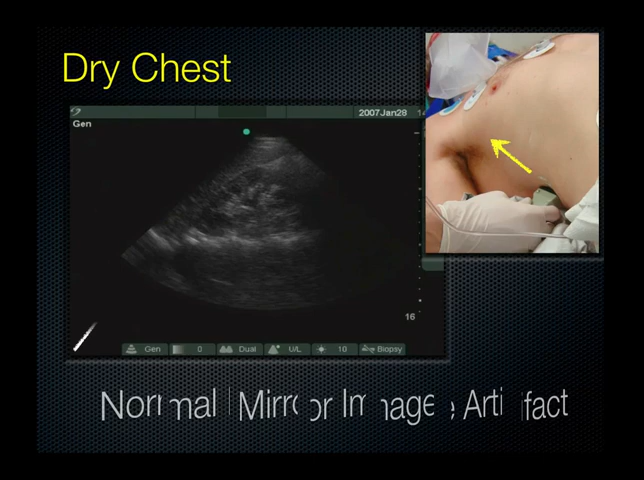 Dry Chest
2007Jan28
Gen
16
Gen 0 Dual U/L 10 Biopsy
Normal Mirror Image Artifact